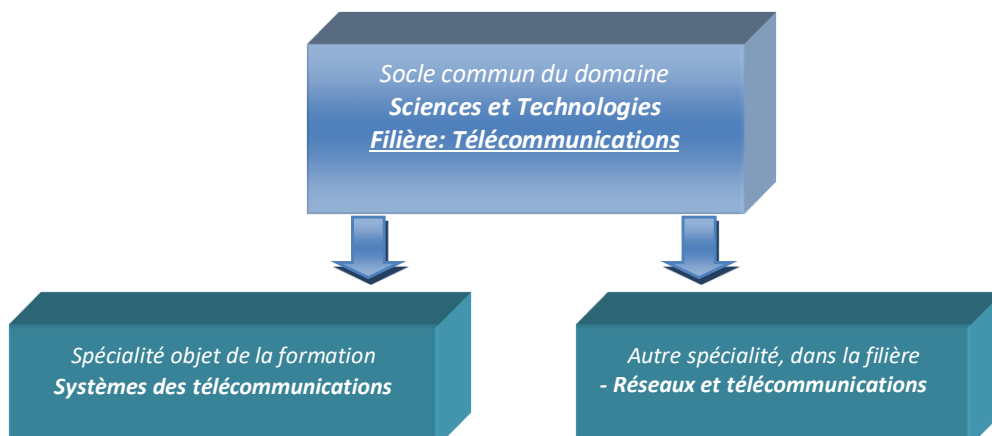 Socle commun du domaine
Sciences et Technologies
Filière: Télécommunications
Spécialité objet de la formation
Systèmes des télécommunications
Autre spécialité, dans la filière
- Réseaux et télécommunications